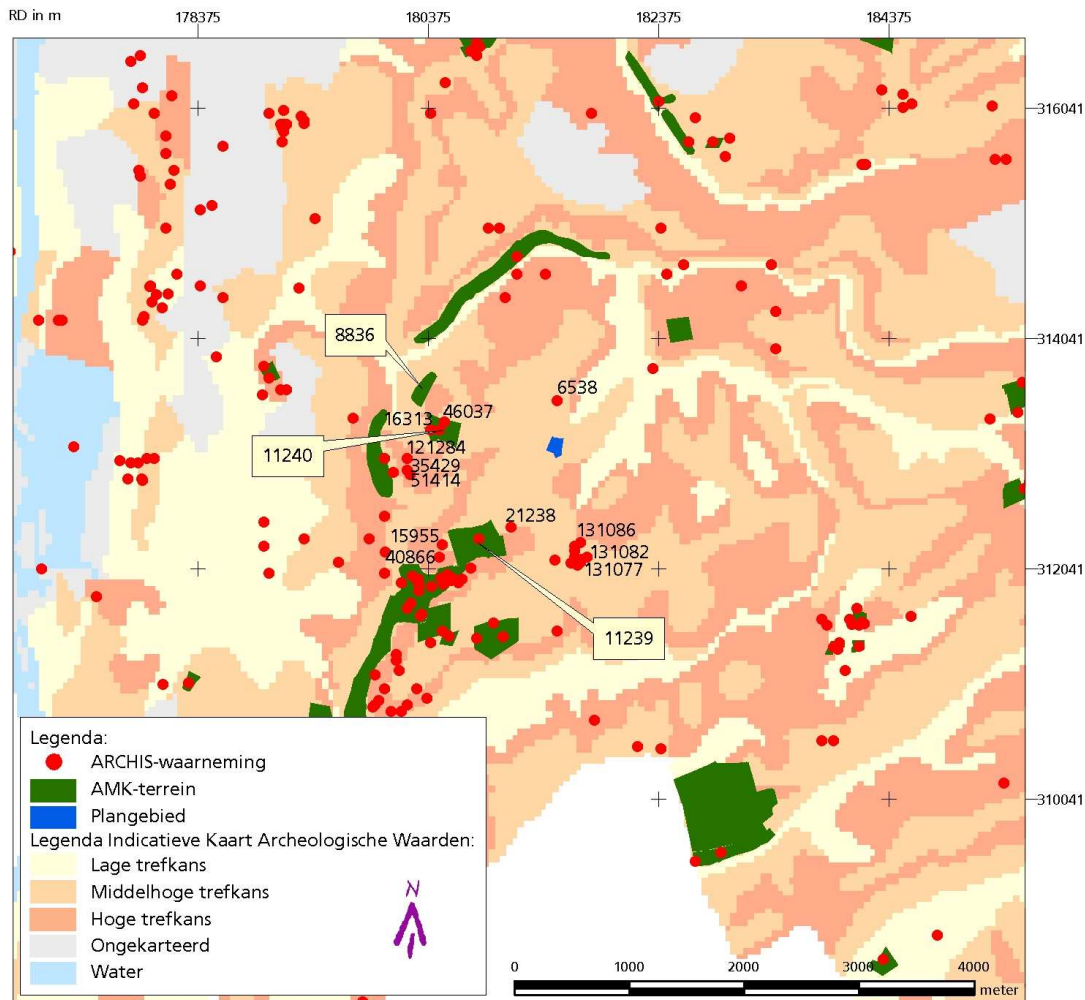 RD in m
178375
180375
182375
184375
316041
314041
8836
6538
16313
46037
11240
121284
35429
51414
21238
15955
131086
131082
40866
131077
312041
11239
310041
Legenda:
ARCHIS-waarneming
AMK-terrein
Plangebied
Legenda Indicatieve Kaart Archeologische Waarden:
Lage trefkans
Middelhoge trefkans
Hoge trefkans
Ongekarteerd
Water
N
0
1000
2000
3000
4000
meter